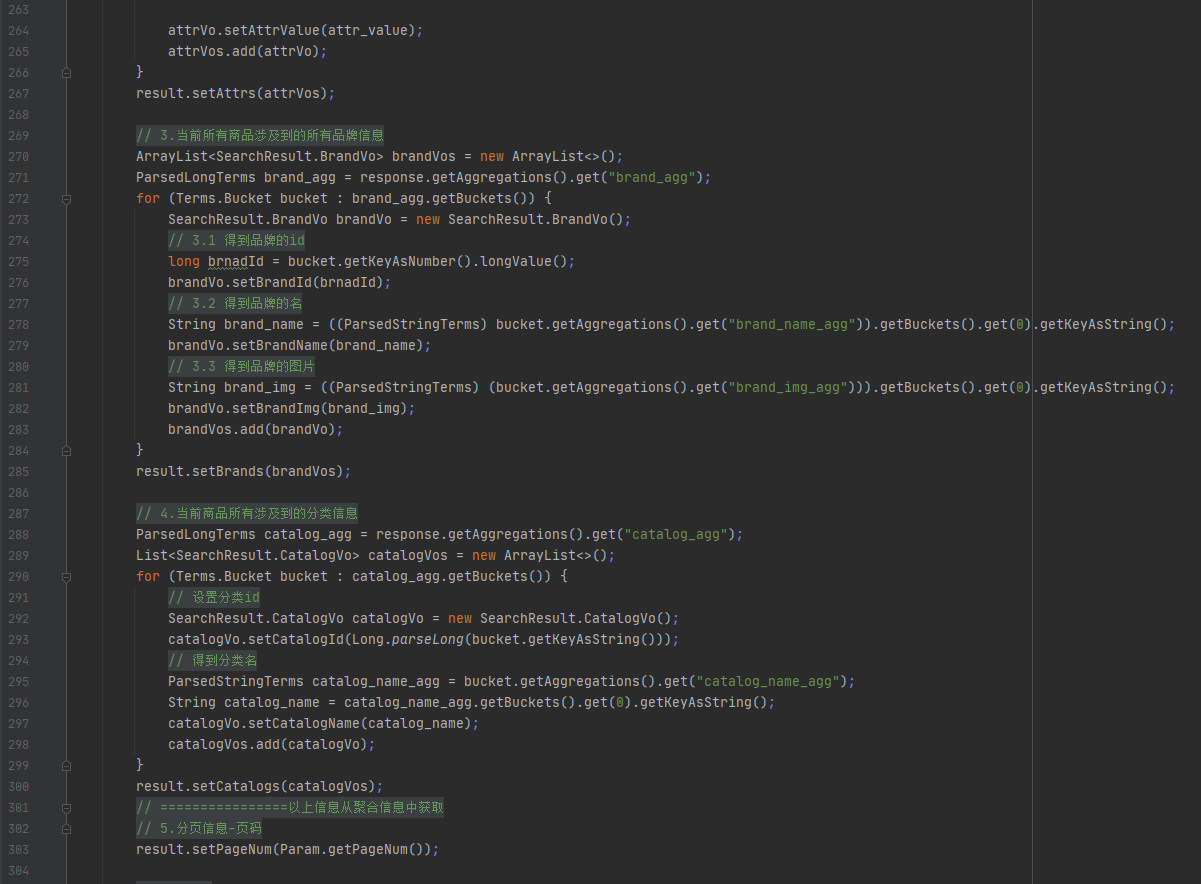 263
264 attrVo.setAttrValue(attr_value);
265 attrVos.add(attrVo);
266 }
267 result.setAttrs(attrVos);
268
269 // 3.当前所有商品涉及到的所有品牌信息
270 ArrayList<SearchResult.BrandVo> brandVos = new ArrayList<>();
271 ParsedLongTerms brand_agg = response.getAggregations().get("brand_agg");
272 for (Terms.Bucket bucket : brand_agg.getBuckets()) {
273 SearchResult.BrandVo brandVo = new SearchResult.BrandVo();
274 // 3.1 得到品牌的id
275 long brnadId = bucket.getKeyAsNumber().longValue();
276 brandVo.setBrandId(brnadId);
277 // 3.2 得到品牌的名
278 String brand_name = ((ParsedStringTerms) bucket.getAggregations().get("brand_name_agg")).getBuckets().get(0).getKeyAsString();
279 brandVo.setBrandName(brand_name);
280 // 3.3 得到品牌的图片
281 String brand_img = ((ParsedStringTerms) (bucket.getAggregations().get("brand_img_agg"))).getBuckets().get(0).getKeyAsString();
282 brandVo.setBrandImg(brand_img);
283 brandVos.add(brandVo);
284 }
285 result.setBrands(brandVos);
286
287 // 4.当前商品所有涉及到的分类信息
288 ParsedLongTerms catalog_agg = response.getAggregations().get("catalog_agg");
289 List<SearchResult.CatalogVo> catalogVos = new ArrayList<>();
290 for (Terms.Bucket bucket : catalog_agg.getBuckets()) {
291 // 设置分类id
292 SearchResult.CatalogVo catalogVo = new SearchResult.CatalogVo();
293 catalogVo.setCatalogId(Long.parseLong(bucket.getKeyAsString()));
294 // 得到分类名
295 ParsedStringTerms catalog_name_agg = bucket.getAggregations().get("catalog_name_agg");
296 String catalog_name = catalog_name_agg.getBuckets().get(0).getKeyAsString();
297 catalogVo.setCatalogName(catalog_name);
298 catalogVos.add(catalogVo);
299 }
300 result.setCatalogs(catalogVos);
301 // ================以上信息从聚合信息中获取
302 // 5.分页信息-页码
303 result.setPageNum(Param.getPageNum());
304